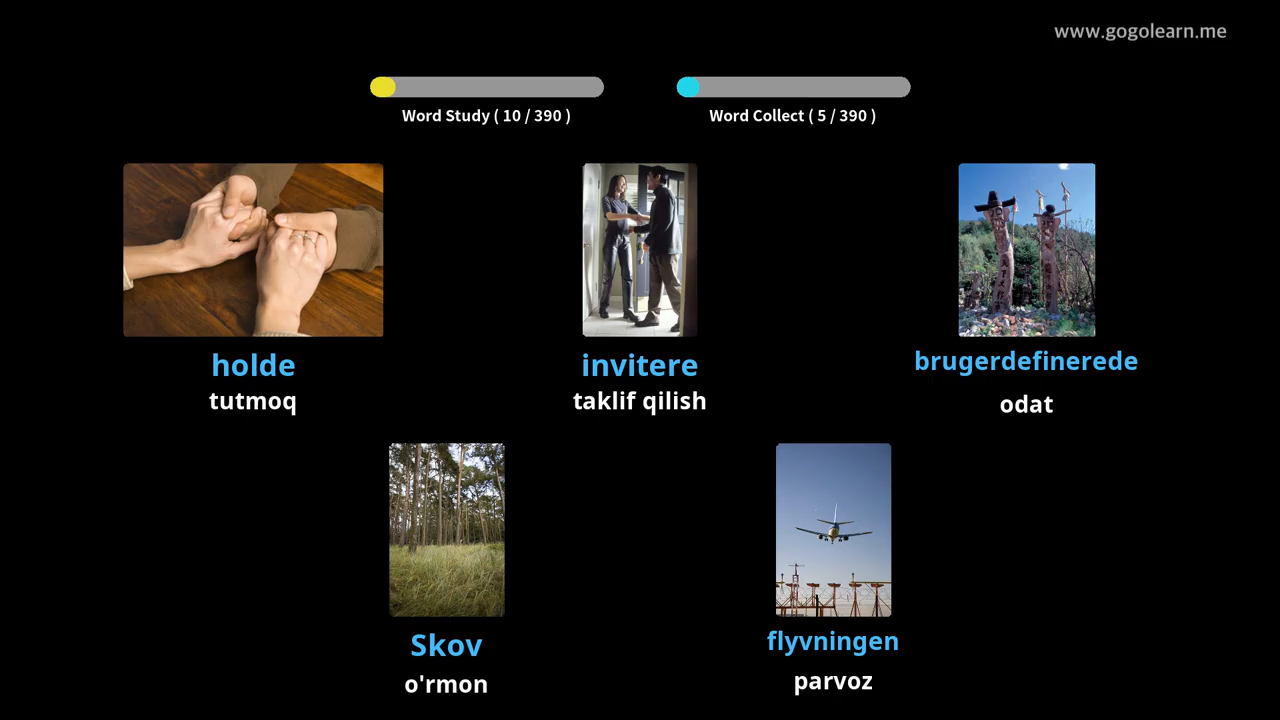 www.gogolearn.me
Word Study ( 10 / 390 )
Word Collect ( 5 / 390 )
holde
tutmoq
invitere
taklif qilish
brugerdefinerede
odat
Skov
o'rmon
flyvningen
parvoz